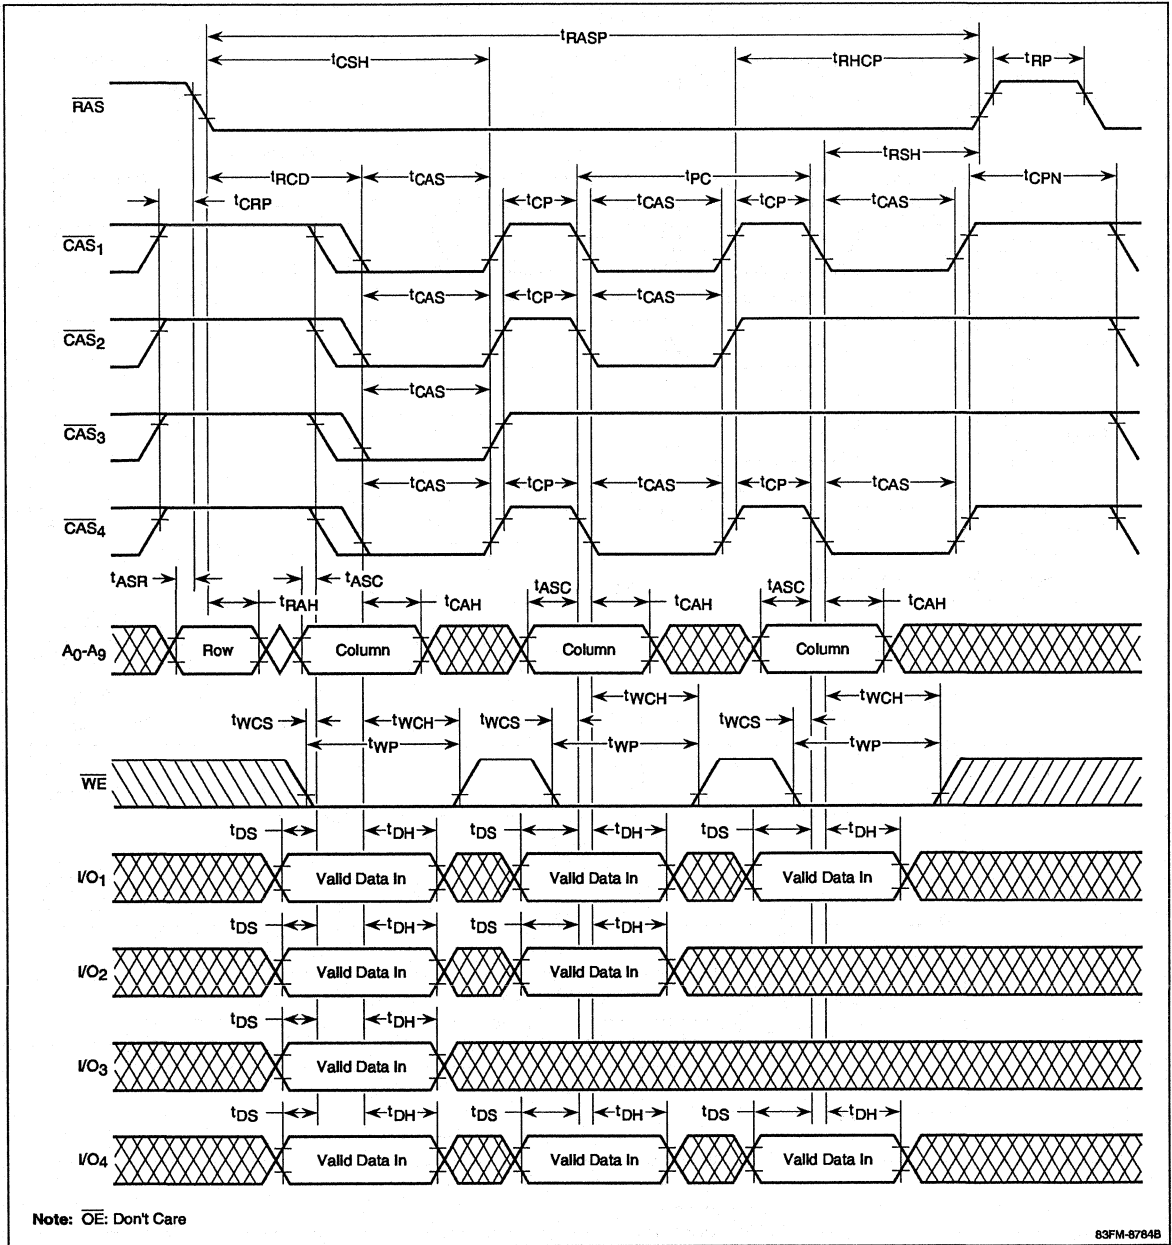 tRASP
tCSH tRHCP tRP
RAS
tRSH
tRCD tCAS tPC tCPN
tCRP tCP tCAS tCP tCAS
CAS1
tCAS tCP tCAS
CAS2
tCAS
CAS3
tCAS tCP tCAS tCP tCAS
CAS4
tASR tASC tASC tASC
tRAH tCAH tCAH tCAH
A0-A9 Row Column Column Column
tWCH tWCH
tWCS tWCH tWCS tWCS
tWP tWP tWP
WE
tDS tDH tDS tDH tDS tDH
I/O1 Valid Data In Valid Data In Valid Data In
tDS tDH tDS tDH
I/O2 Valid Data In Valid Data In
tDS tDH
I/O3 Valid Data In
tDS tDH tDS tDH tDS tDH
I/O4 Valid Data In Valid Data In Valid Data In
Note: OE: Don't Care
83FM-8784B